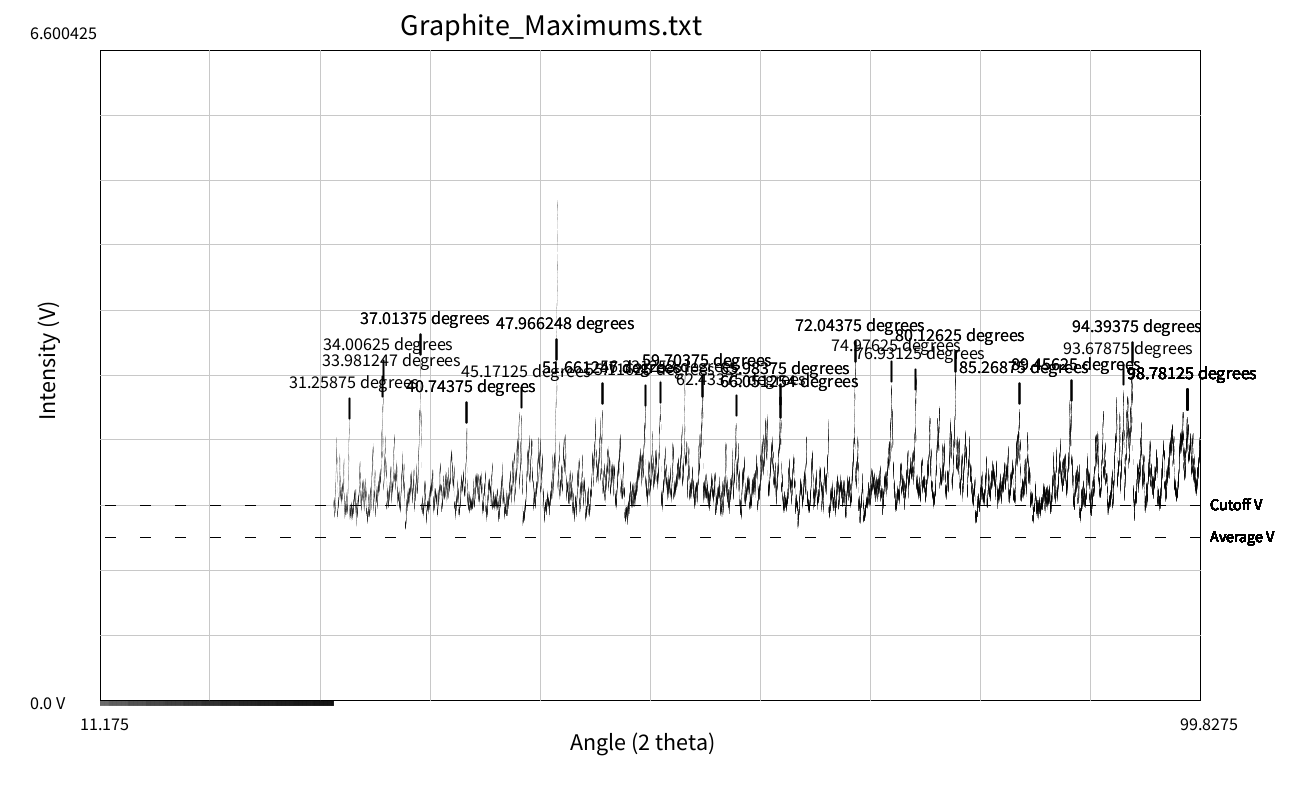 Graphite_Maximums.txt
6.600425
37.01375 degrees
47.966248 degrees
72.04375 degrees
94.39375 degrees
80.12625 degrees
34.00625 degrees
74.97625 degrees
93.67875 degrees
76.93125 degrees
33.981247 degrees
59.70375 degrees
45.17125 degrees
degrees
85.26875 degrees
98.78125 degrees
31.25875 degrees
40.74375 degrees
Intensity (V)
Cutoff V
Average V
0.0 V
11.175
99.8275
Angle (2 theta)